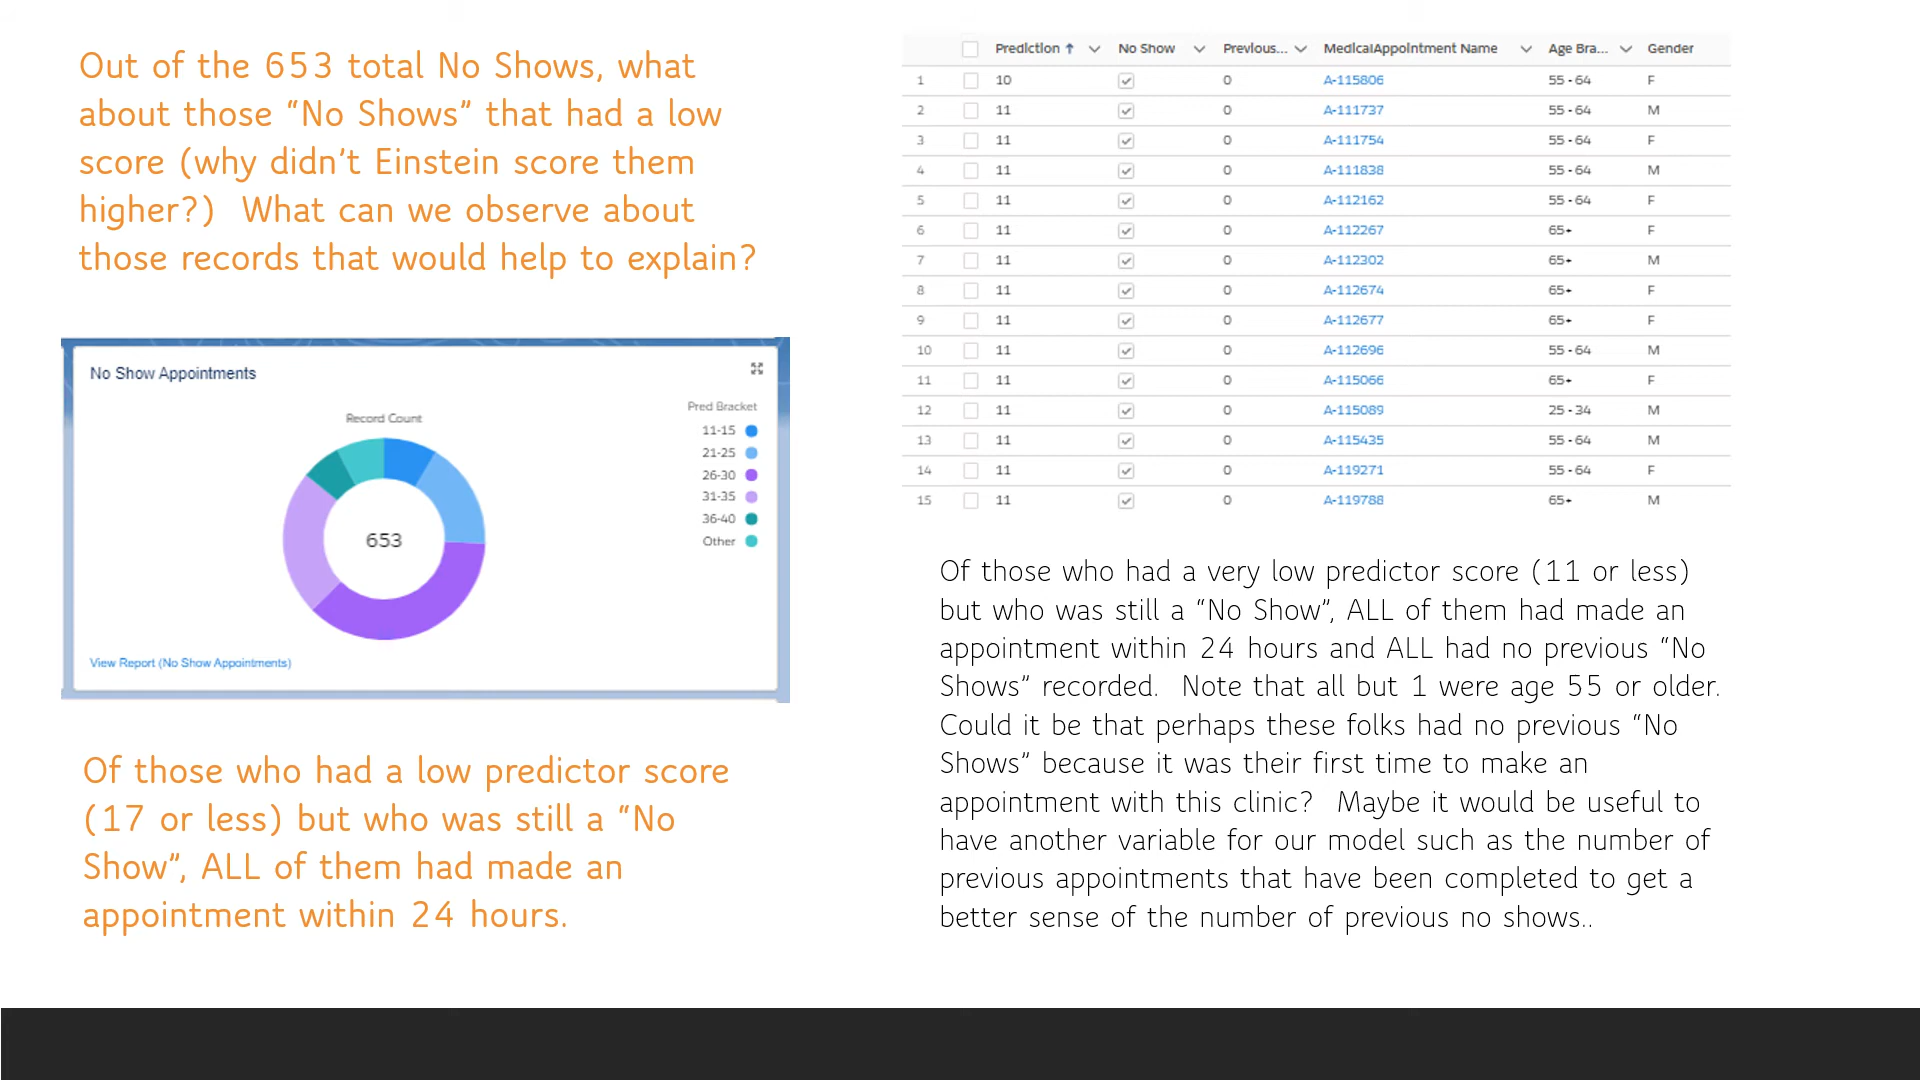 Out of the 653 total No Shows, what
about those “No Shows” that had a low
score (why didn’t Einstein score them
higher?)  What can we observe about
those records that would help to explain?
No Show Appointments
Record Count
653
Pred Bracket
11-15
21-25
26-30
31-35
36-40
Other
View Report (No Show Appointments)
Of those who had a low predictor score
(17 or less) but who was still a “No
Show”, ALL of them had made an
appointment within 24 hours.
Prediction ↑ No Show Previous... MedicalAppointment Name Age Bra... Gender
1 10 0 A-115806 55 - 64 F
2 11 0 A-111737 55 - 64 M
3 11 0 A-111754 55 - 64 F
4 11 0 A-111838 55 - 64 M
5 11 0 A-112162 55 - 64 F
6 11 0 A-112267 65+ F
7 11 0 A-112302 65+ M
8 11 0 A-112674 65+ F
9 11 0 A-112677 65+ F
10 11 0 A-112696 55 - 64 M
11 11 0 A-115066 65+ F
12 11 0 A-115089 25 - 34 M
13 11 0 A-115435 55 - 64 M
14 11 0 A-119271 55 - 64 F
15 11 0 A-119788 65+ M
Of those who had a very low predictor score (11 or less)
but who was still a “No Show”, ALL of them had made an
appointment within 24 hours and ALL had no previous “No
Shows” recorded.  Note that all but 1 were age 55 or older.
Could it be that perhaps these folks had no previous “No
Shows” because it was their first time to make an
appointment with this clinic?  Maybe it would be useful to
have another variable for our model such as the number of
previous appointments that have been completed to get a
better sense of the number of previous no shows..